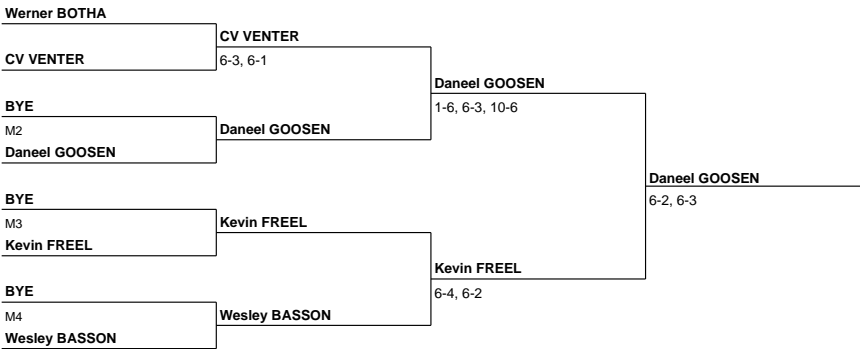 Werner BOTHA
CV VENTER
CV VENTER
6-3, 6-1
Daneel GOOSEN
1-6, 6-3, 10-6
BYE
M2
Daneel GOOSEN
Daneel GOOSEN
Daneel GOOSEN
6-2, 6-3
BYE
M3
Kevin FREEL
Kevin FREEL
Kevin FREEL
6-4, 6-2
BYE
M4
Wesley BASSON
Wesley BASSON